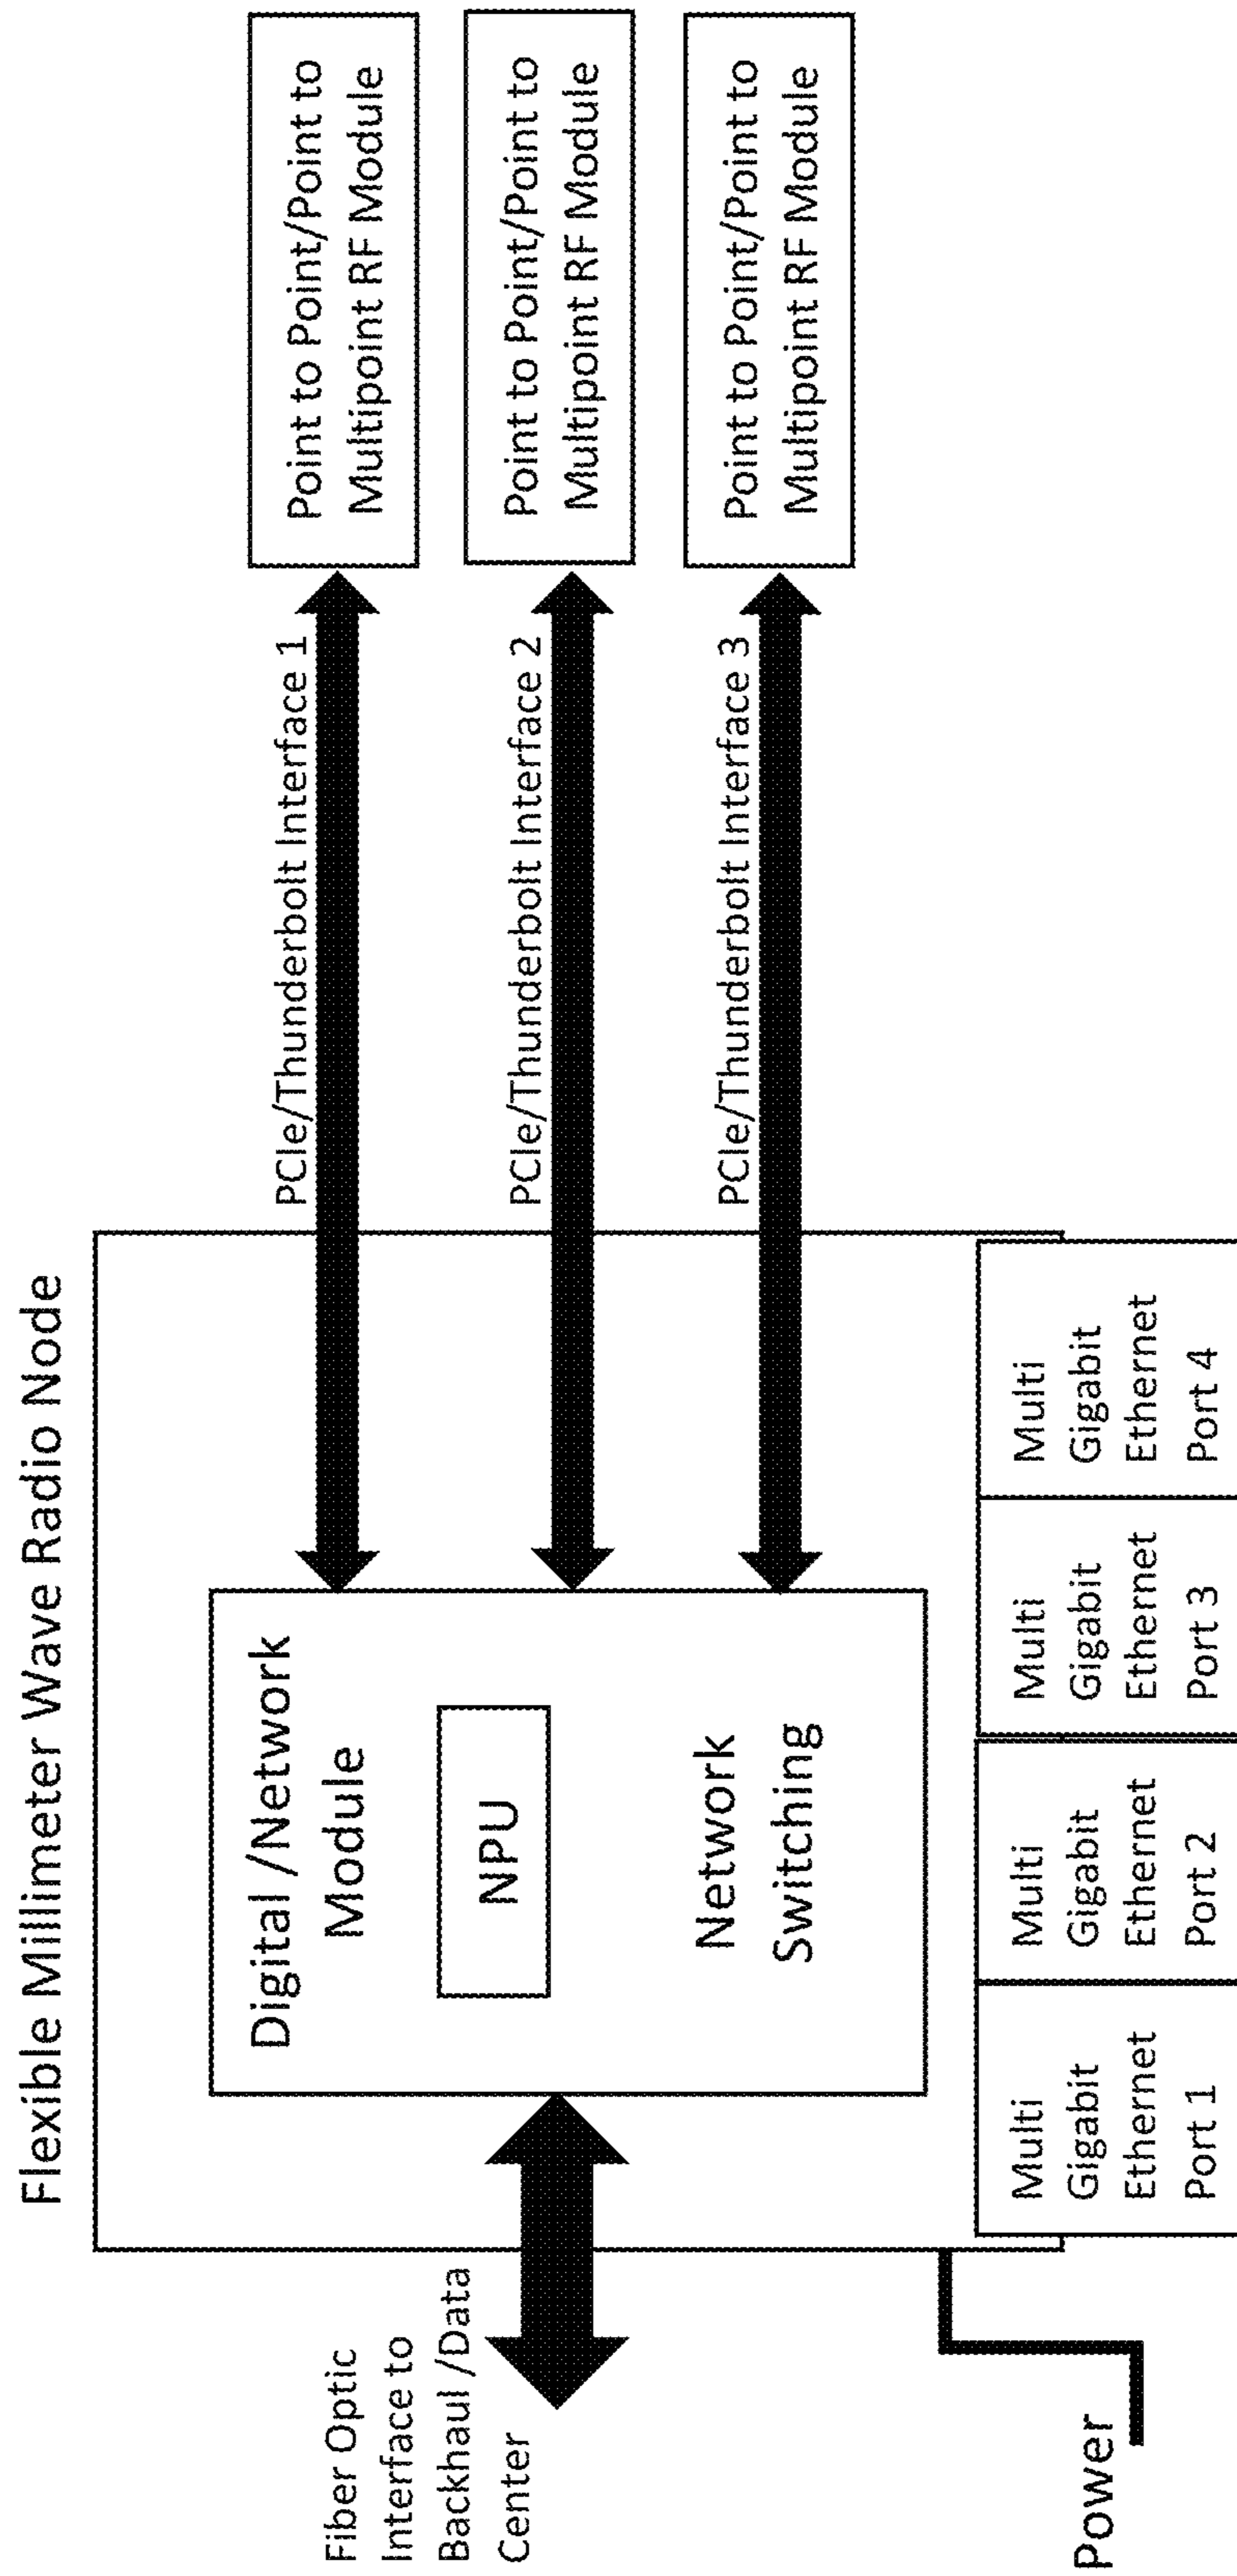 Flexible Millimeter Wave Radio Node
Fiber Optic
Interface to
Backhaul /Data
Center
Digital /Network
Module
NPU
Network
Switching
PCIe/Thunderbolt Interface 1
PCIe/Thunderbolt Interface 2
PCIe/Thunderbolt Interface 3
Point to Point/Point to
Multipoint RF Module
Point to Point/Point to
Multipoint RF Module
Point to Point/Point to
Multipoint RF Module
Power
Multi
Gigabit
Ethernet
Port 1
Multi
Gigabit
Ethernet
Port 2
Multi
Gigabit
Ethernet
Port 3
Multi
Gigabit
Ethernet
Port 4